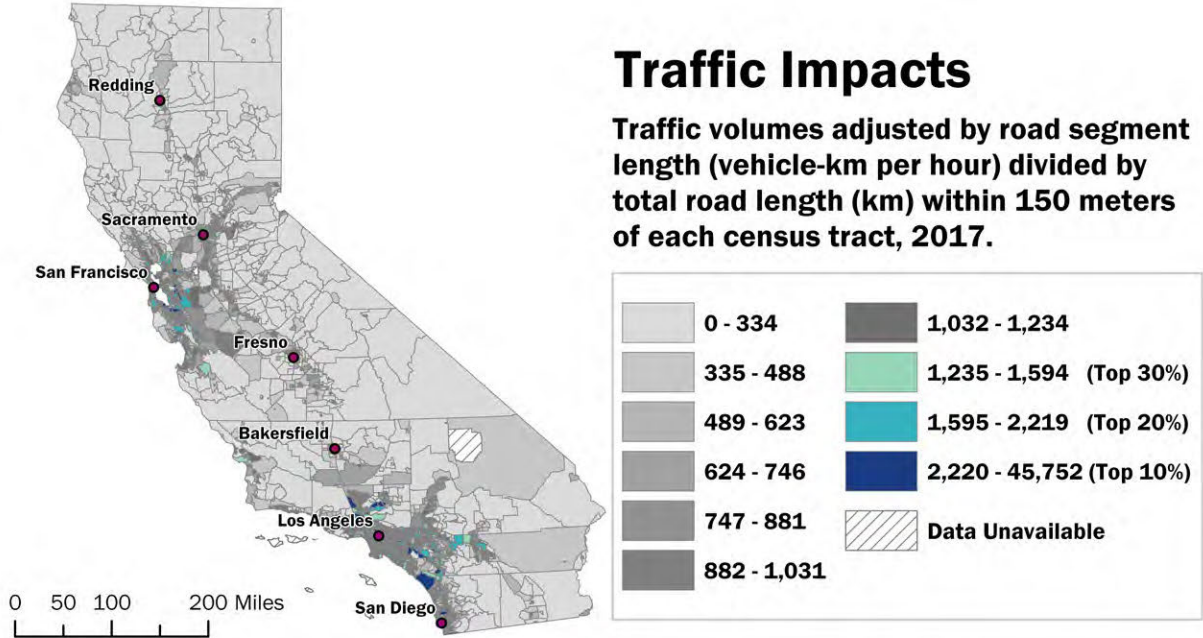 Redding
Sacramento
San Francisco
Fresno
Bakersfield
Los Angeles
San Diego
0 50 100 200 Miles
Traffic Impacts
Traffic volumes adjusted by road segment
length (vehicle-km per hour) divided by
total road length (km) within 150 meters
of each census tract, 2017.
0 - 334
335 - 488
489 - 623
624 - 746
747 - 881
882 - 1,031
1,032 - 1,234
1,235 - 1,594 (Top 30%)
1,595 - 2,219 (Top 20%)
2,220 - 45,752 (Top 10%)
Data Unavailable